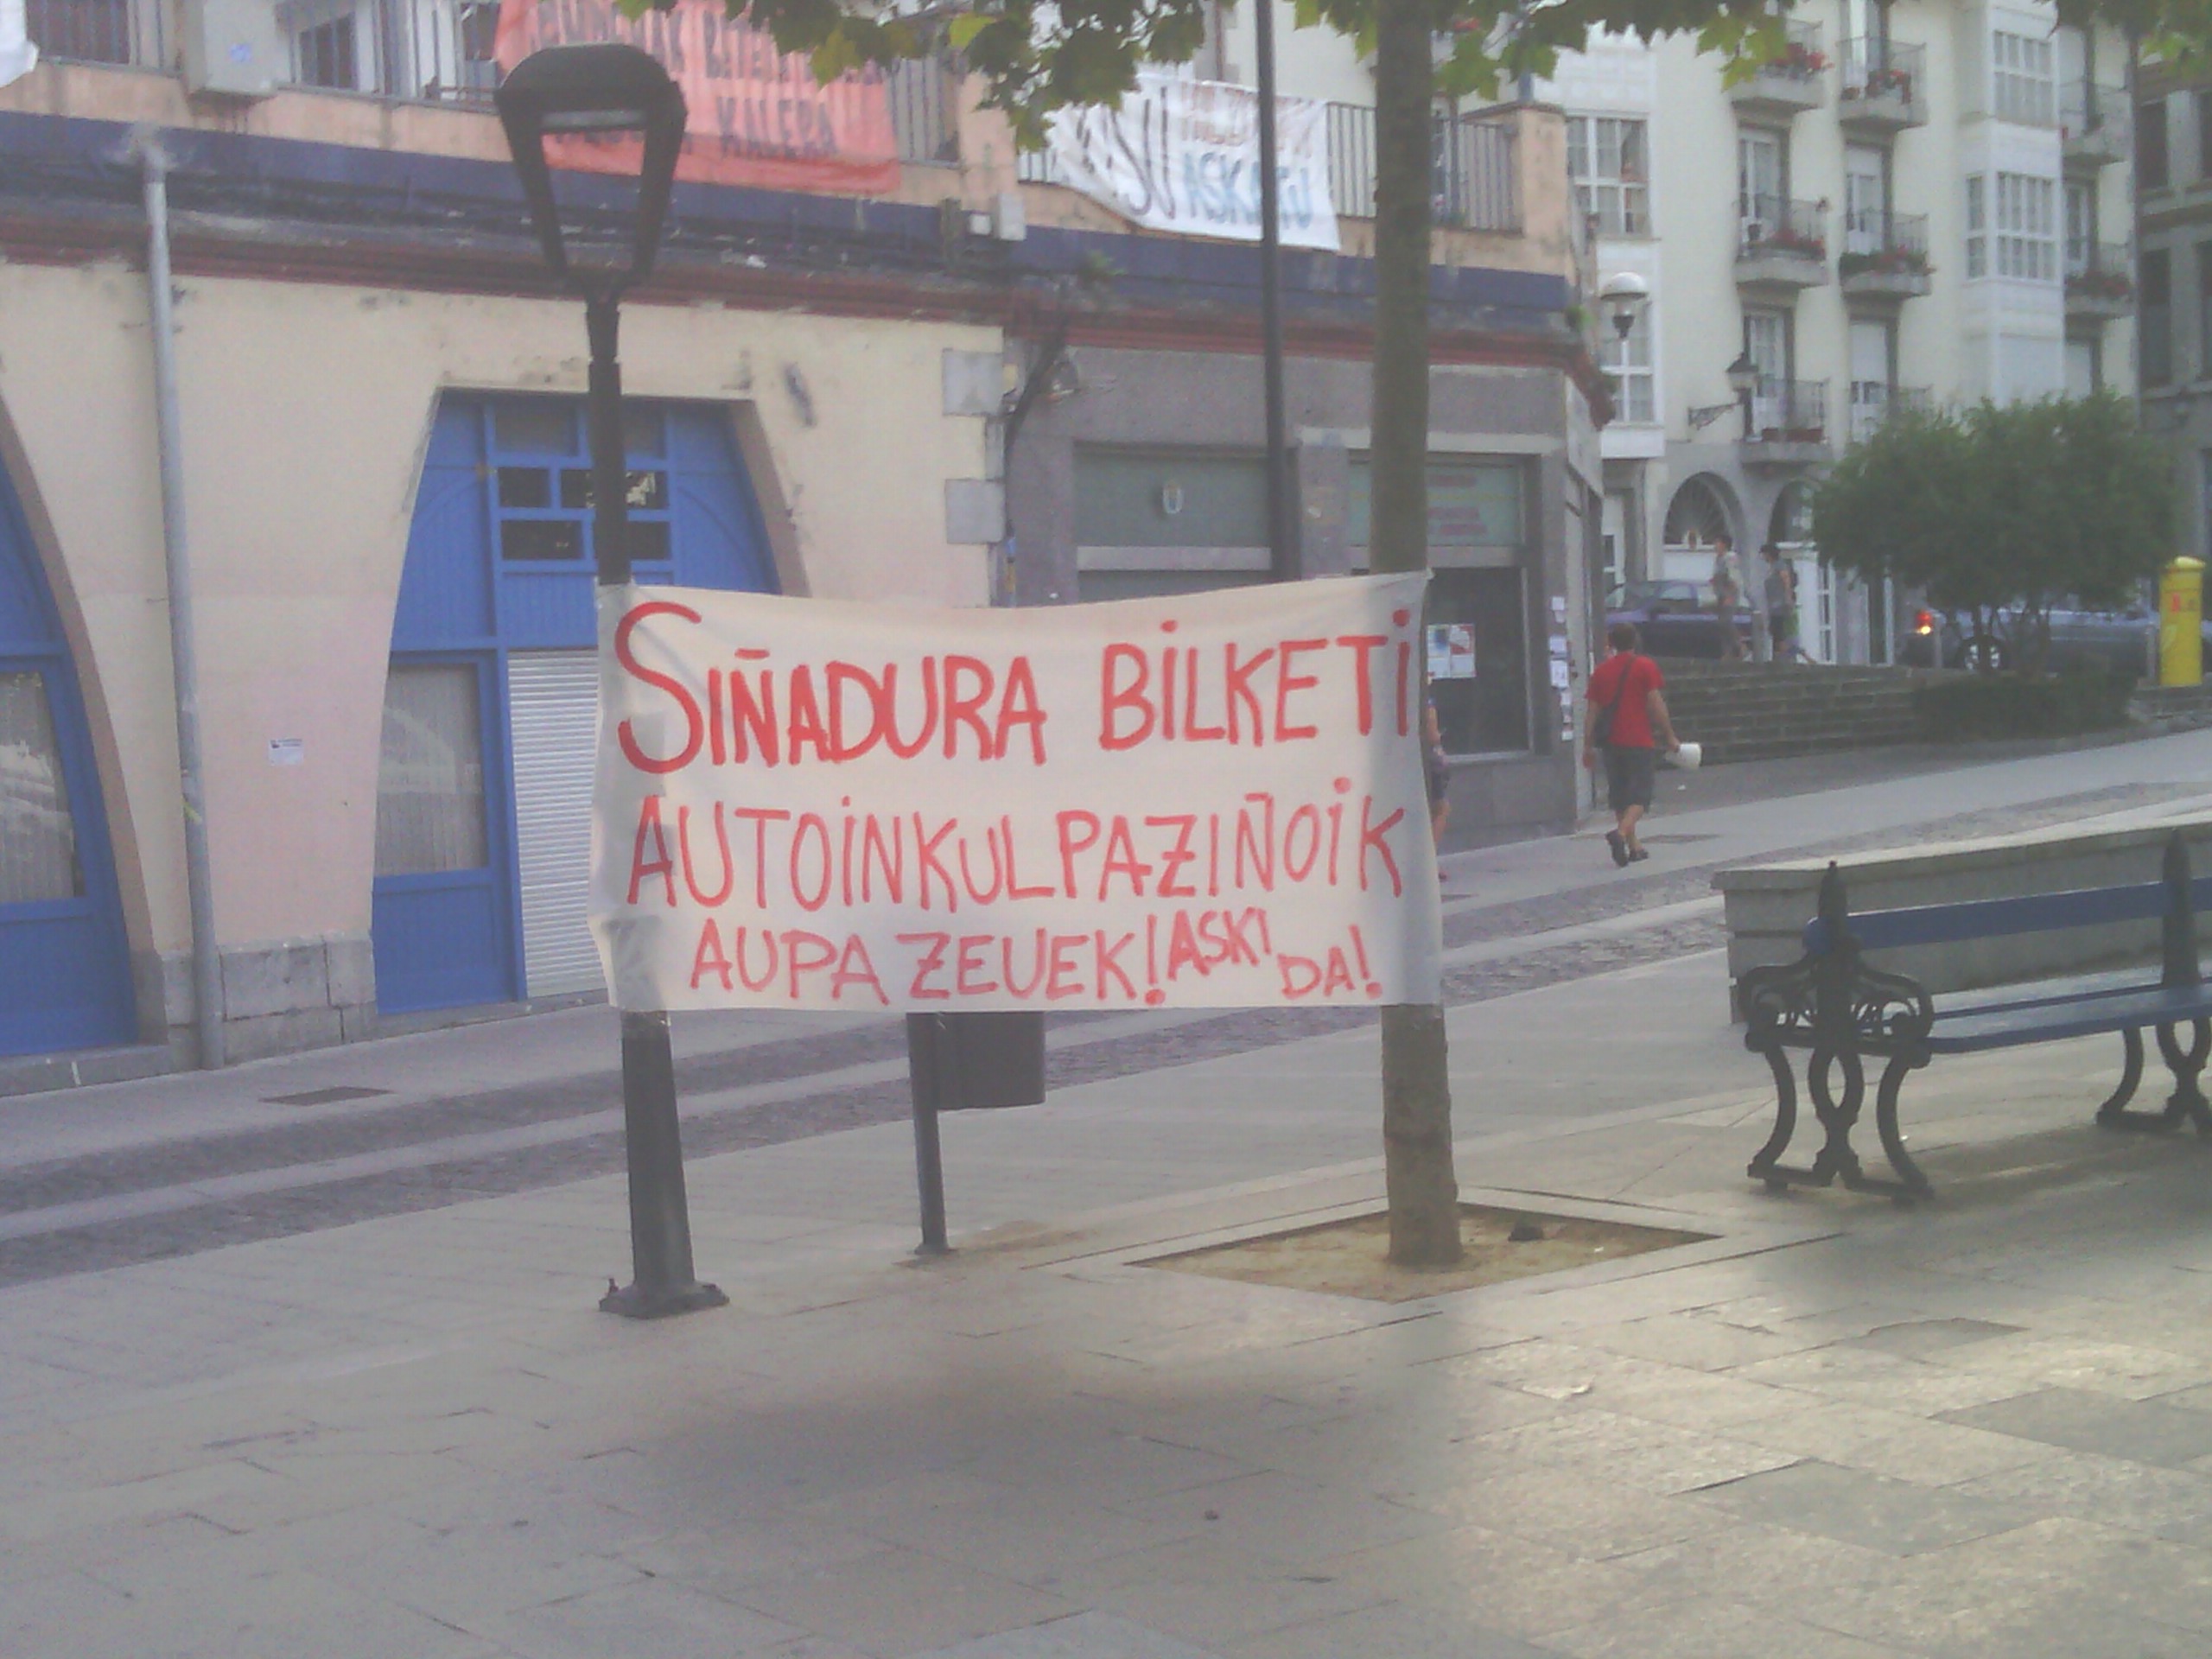 KALERA
ASKATU
SIÑADURA BILKETI
AUTOINKULPAZIÑOIK
AUPA ZEUEK! ASKI DA!